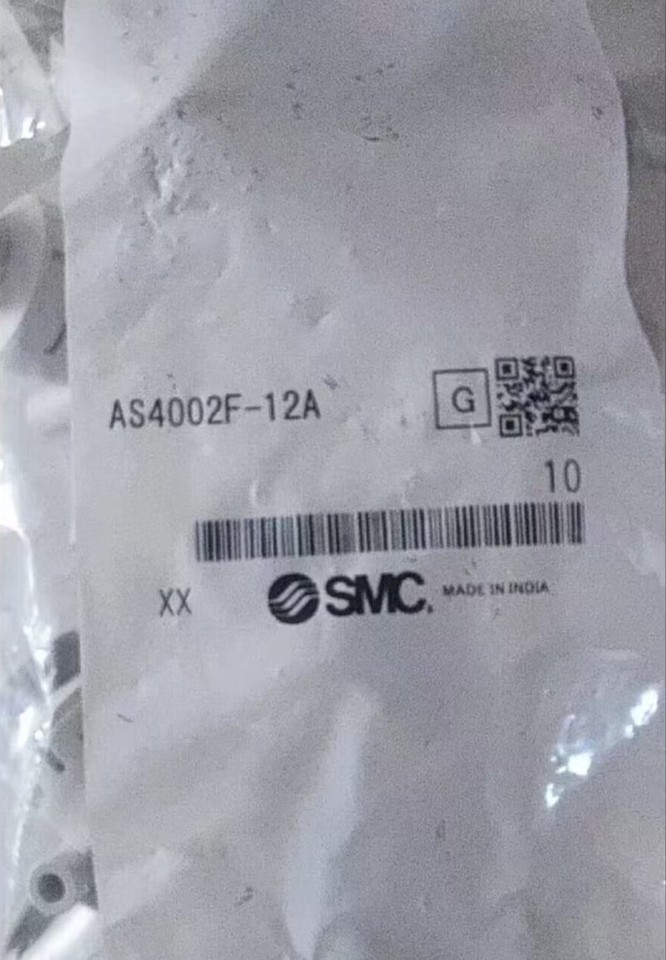 AS4002F-12A G
10
XX SMC. MADE IN INDIA